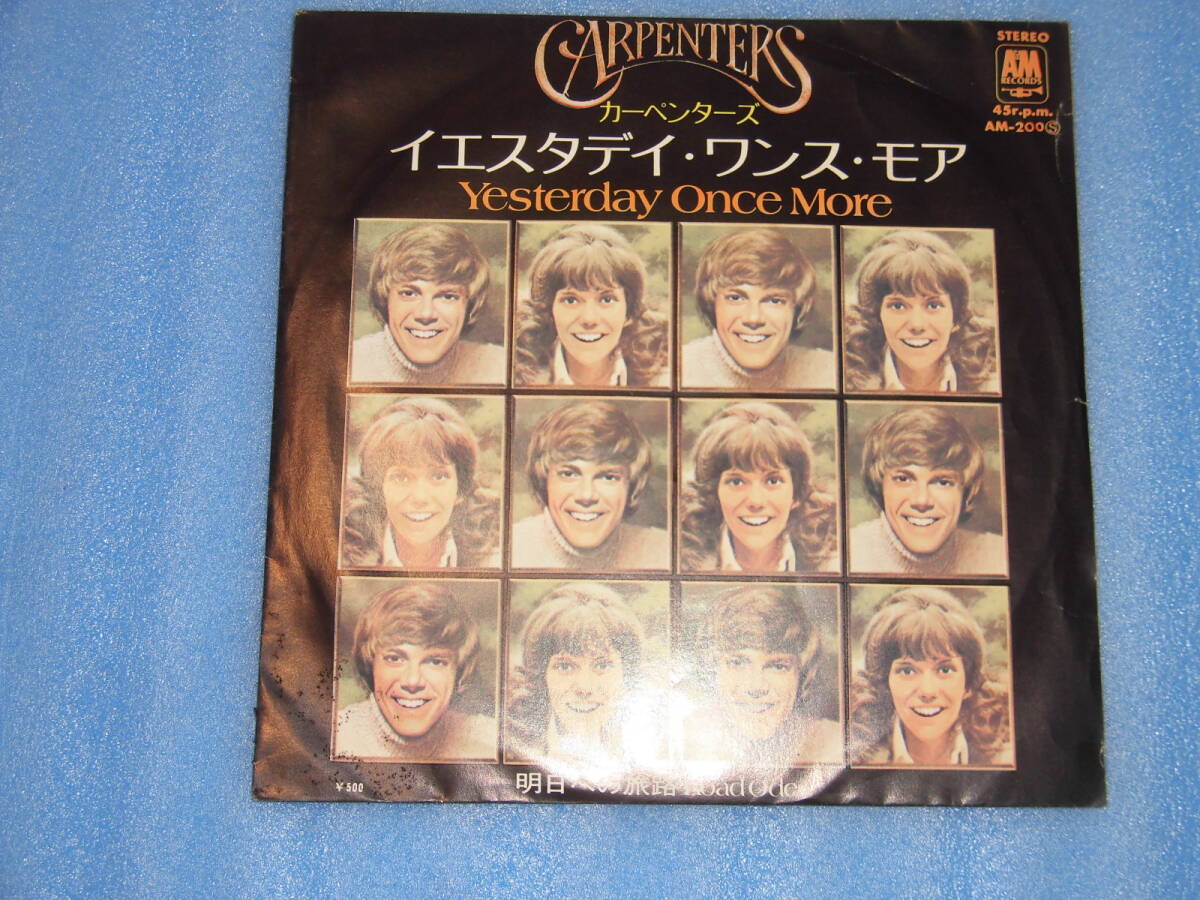 CARPENTERS
カーペンターズ
イエスタデイ・ワンス・モア
Yesterday Once More
STEREO
A&M
RECORDS
45r.p.m.
AM-200Ⓢ
¥500
明日への旅路 Road Ode